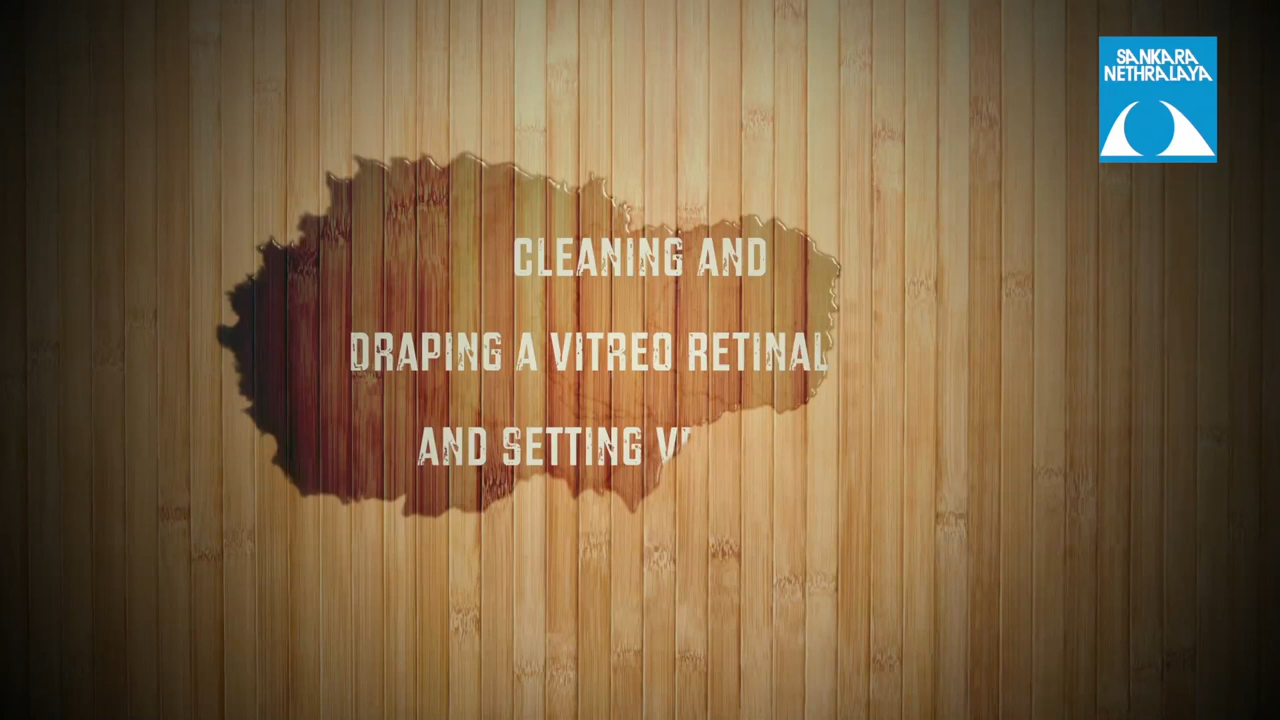 SANKARA
NETHRALAYA
CLEANING AND
DRAPING A VITREO RETINAL
AND SETTING